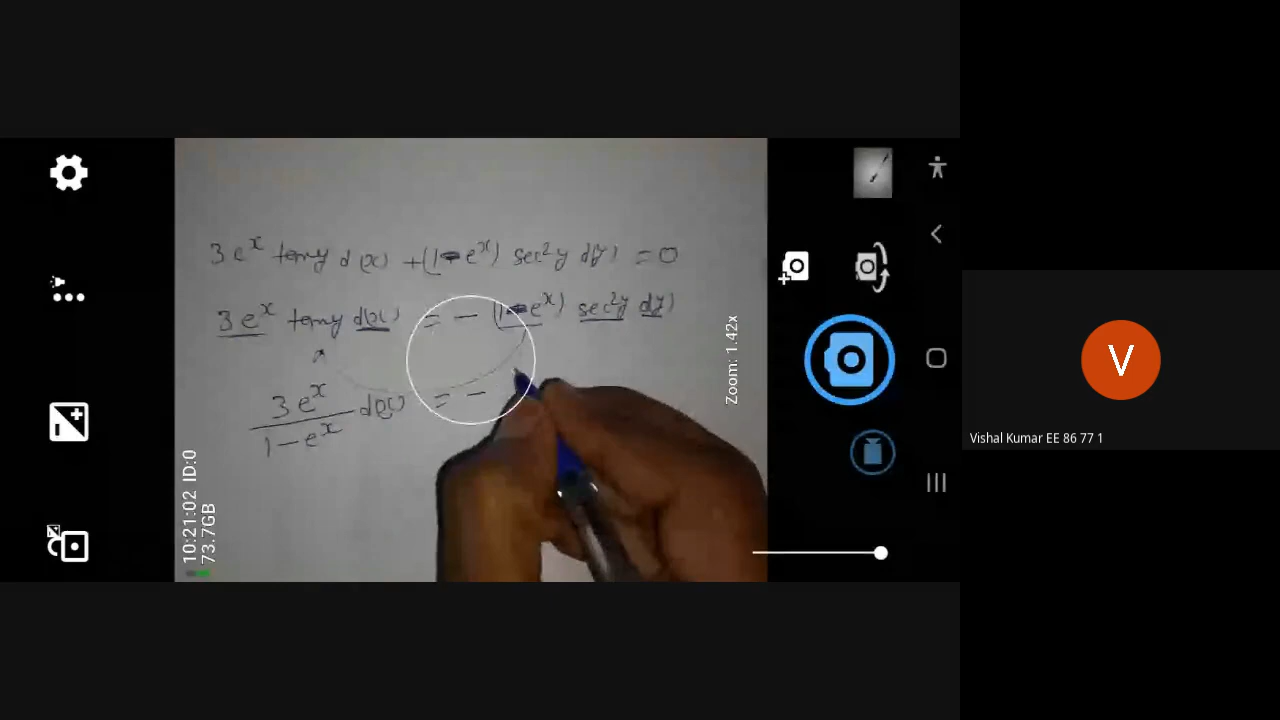 3e^x tany d(x) + (1-e^x) sec²y d(y) = 0
3e^x tany d(x) = - (1-e^x) sec²y d(y)
3e^x
1-e^x d(x) = -
Zoom: 1.42x
10:21:02 ID:0
73.7GB
V
Vishal Kumar EE 86 77 1